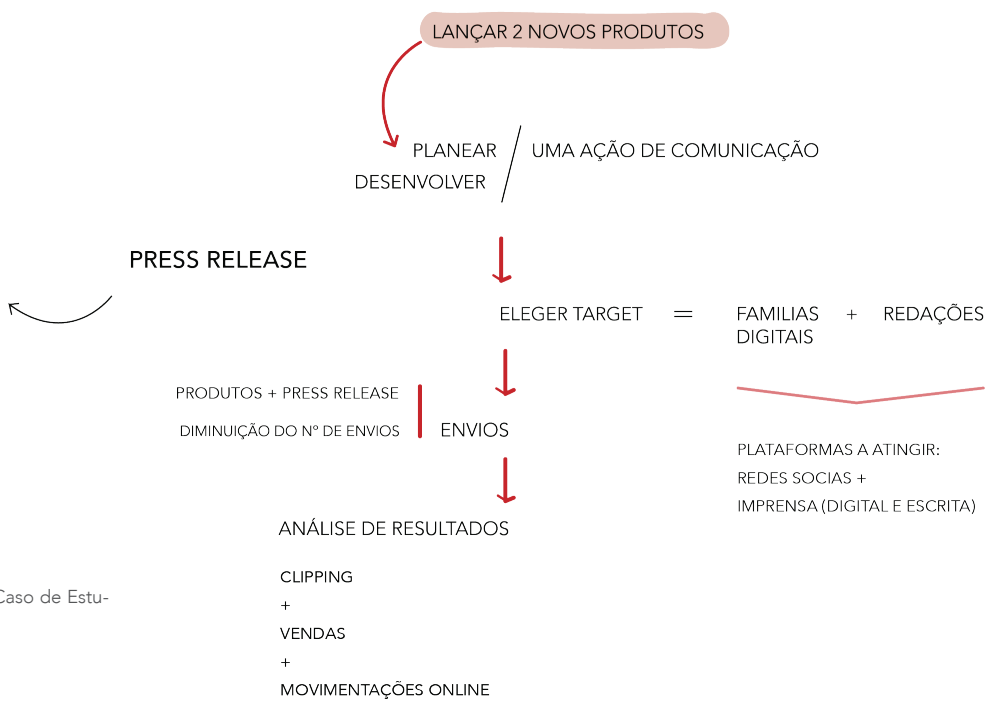 LANÇAR 2 NOVOS PRODUTOS
PLANEAR / UMA AÇÃO DE COMUNICAÇÃO
DESENVOLVER
PRESS RELEASE
ELEGER TARGET = FAMILIAS + REDAÇÕES
DIGITAIS
PRODUTOS + PRESS RELEASE
DIMINUIÇÃO DO Nº DE ENVIOS
ENVIOS
PLATAFORMAS A ATINGIR:
REDES SOCIAS +
IMPRENSA (DIGITAL E ESCRITA)
ANÁLISE DE RESULTADOS
CLIPPING
+
VENDAS
+
MOVIMENTAÇÕES ONLINE
Caso de Estu-